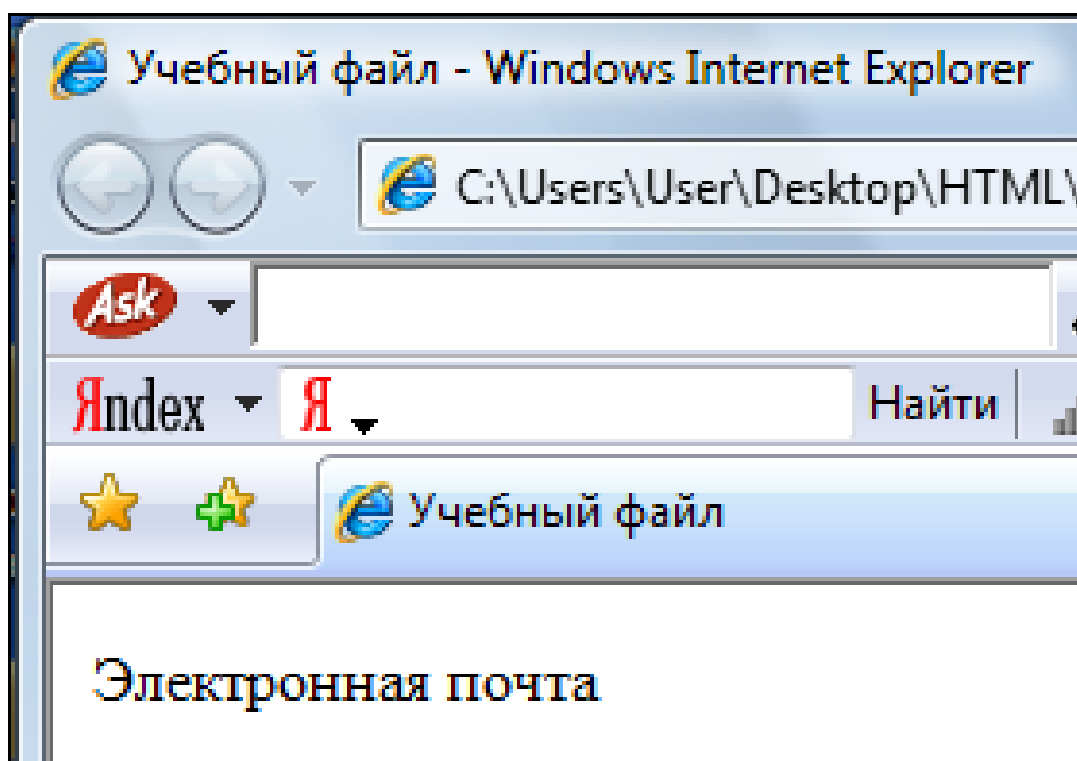 Учебный файл - Windows Internet Explorer
C:\Users\User\Desktop\HTML\
Ask
Яndex Я Найти
Учебный файл
Электронная почта